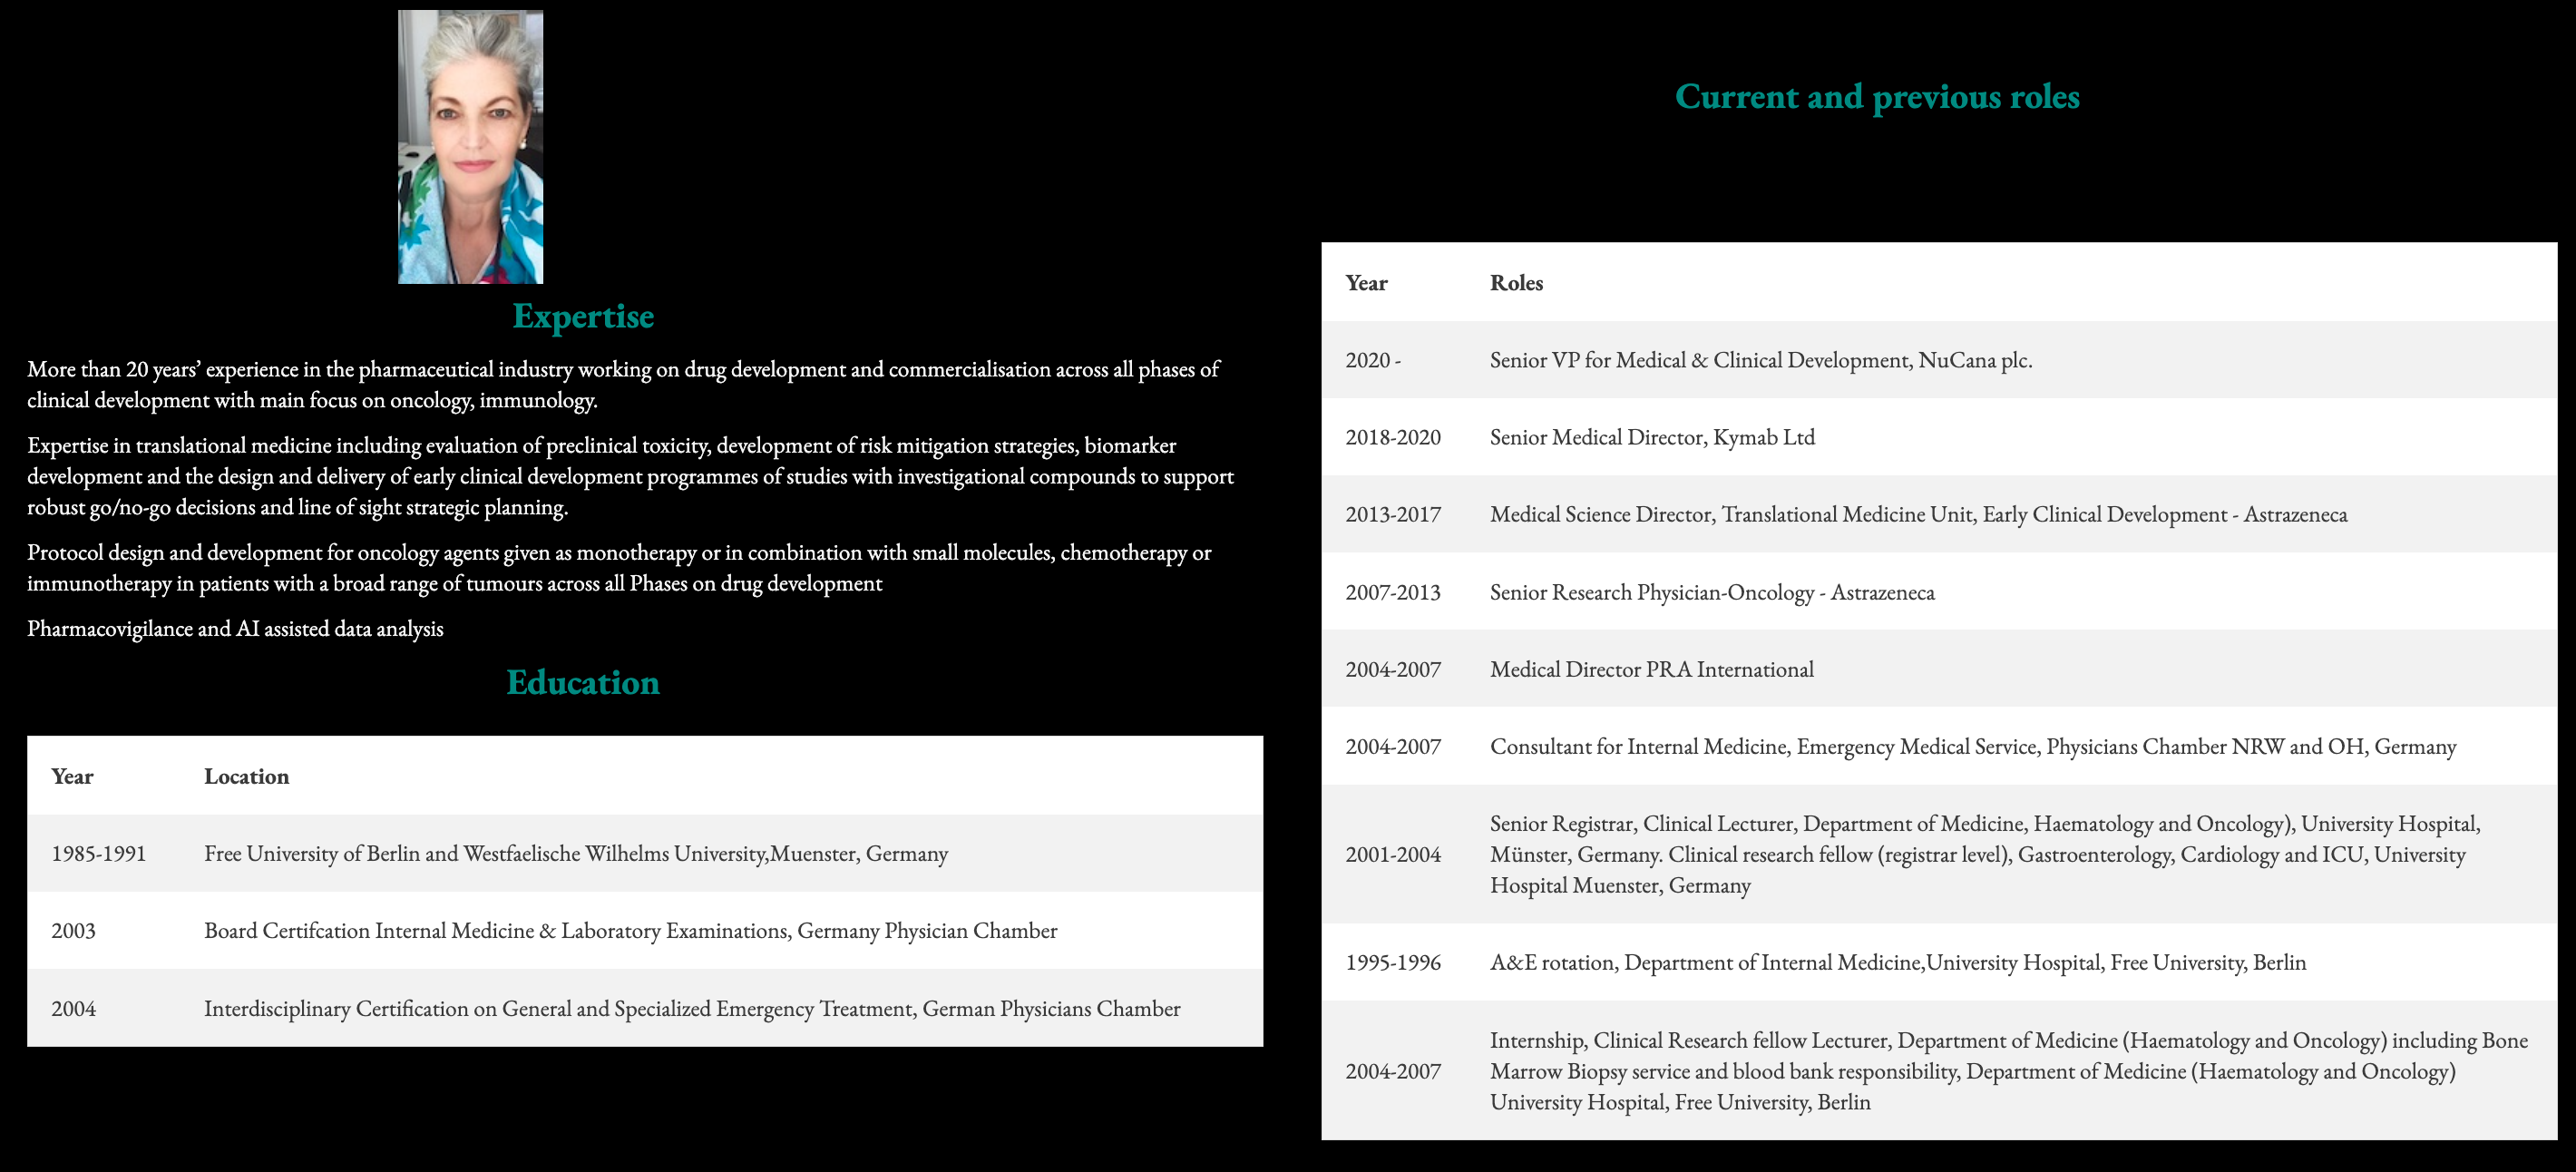 Expertise
More than 20 years’ experience in the pharmaceutical industry working on drug development and commercialisation across all phases of
clinical development with main focus on oncology, immunology.
Expertise in translational medicine including evaluation of preclinical toxicity, development of risk mitigation strategies, biomarker
development and the design and delivery of early clinical development programmes of studies with investigational compounds to support
robust go/no-go decisions and line of sight strategic planning.
Protocol design and development for oncology agents given as monotherapy or in combination with small molecules, chemotherapy or
immunotherapy in patients with a broad range of tumours across all Phases on drug development
Pharmacovigilance and AI assisted data analysis
Education
Year Location
1985-1991 Free University of Berlin and Westfaelische Wilhelms University,Muenster, Germany
2003 Board Certifcation Internal Medicine & Laboratory Examinations, Germany Physician Chamber
2004 Interdisciplinary Certification on General and Specialized Emergency Treatment, German Physicians Chamber
Current and previous roles
Year Roles
2020 - Senior VP for Medical & Clinical Development, NuCana plc.
2018-2020 Senior Medical Director, Kymab Ltd
2013-2017 Medical Science Director, Translational Medicine Unit, Early Clinical Development - Astrazeneca
2007-2013 Senior Research Physician-Oncology - Astrazeneca
2004-2007 Medical Director PRA International
2004-2007 Consultant for Internal Medicine, Emergency Medical Service, Physicians Chamber NRW and OH, Germany
Senior Registrar, Clinical Lecturer, Department of Medicine, Haematology and Oncology), University Hospital,
2001-2004 Münster, Germany. Clinical research fellow (registrar level), Gastroenterology, Cardiology and ICU, University
Hospital Muenster, Germany
1995-1996 A&E rotation, Department of Internal Medicine,University Hospital, Free University, Berlin
Internship, Clinical Research fellow Lecturer, Department of Medicine (Haematology and Oncology) including Bone
2004-2007 Marrow Biopsy service and blood bank responsibility, Department of Medicine (Haematology and Oncology)
University Hospital, Free University, Berlin